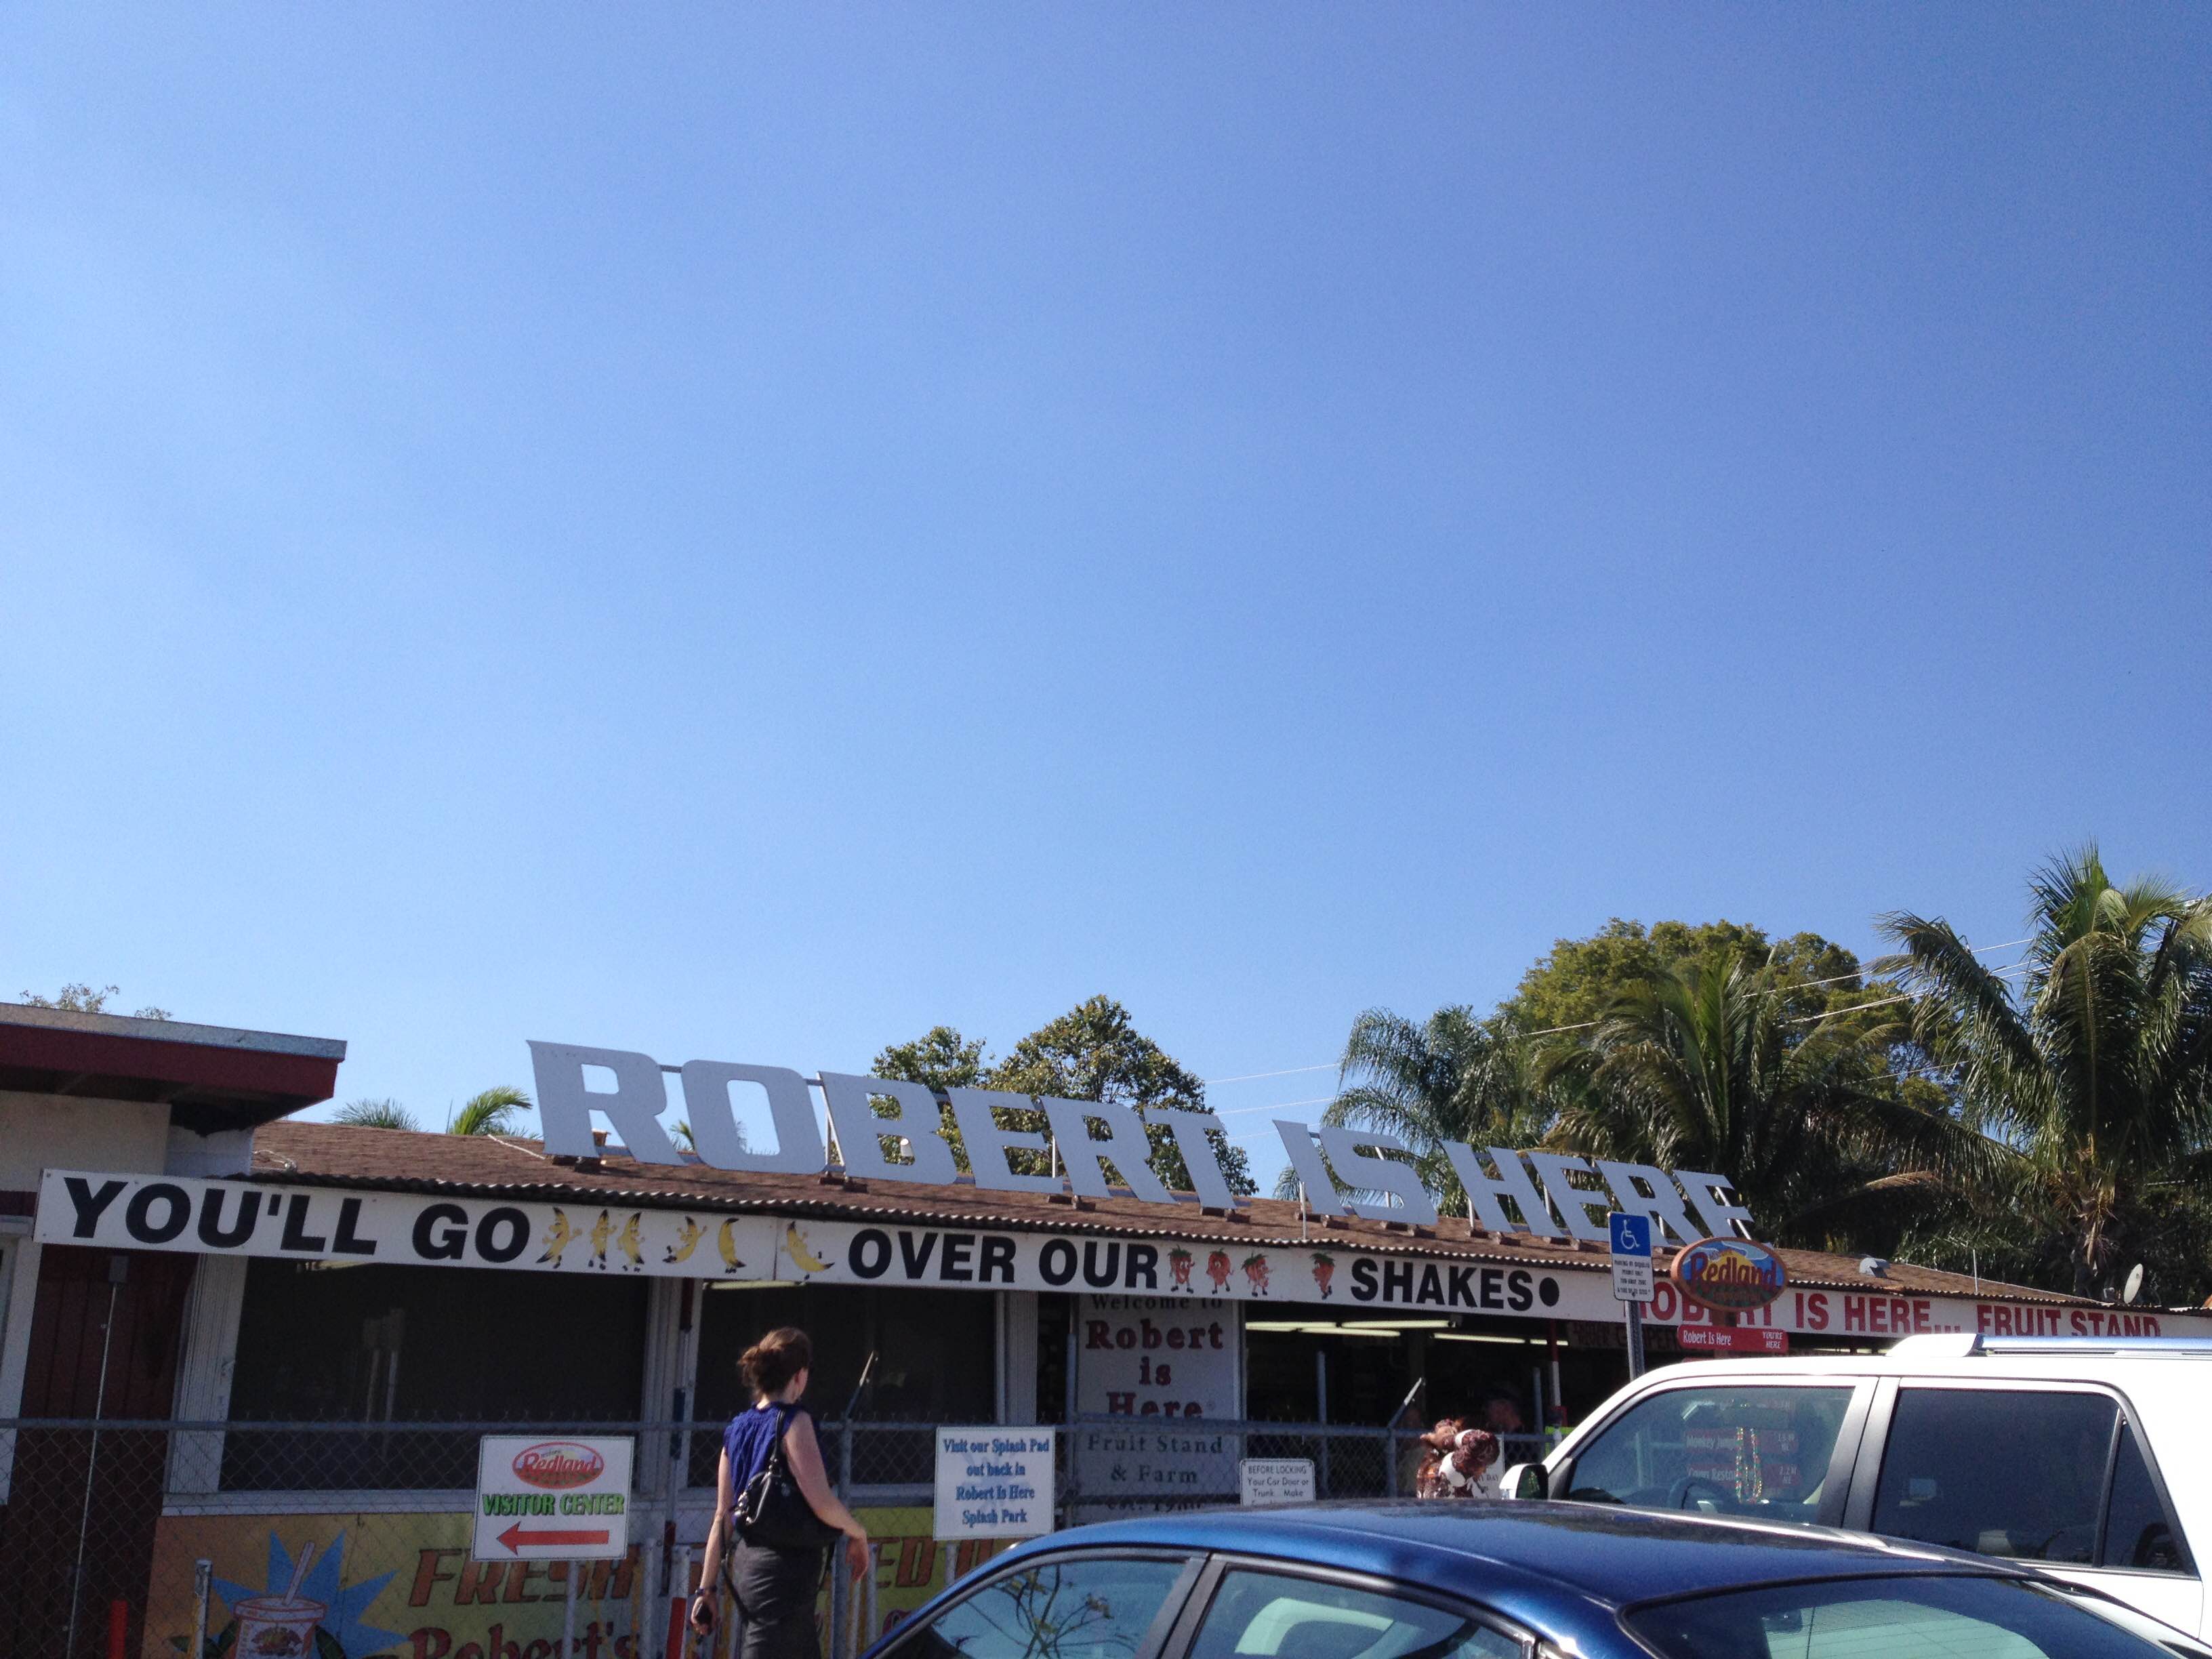 ROBERT IS HERE
YOU'LL GO OVER OUR SHAKES
ROBERT IS HERE... FRUIT STAND
Redland
Robert Is Here YOU'RE HERE
Welcome to
Robert
is
Here
Fruit Stand
& Farm
Redland
VISITOR CENTER
Visit our Splash Pad
out back in
Robert Is Here
Splash Park
BEFORE LOCKING
Your Car Door or
Trunk... Make
FRESH
Robert's